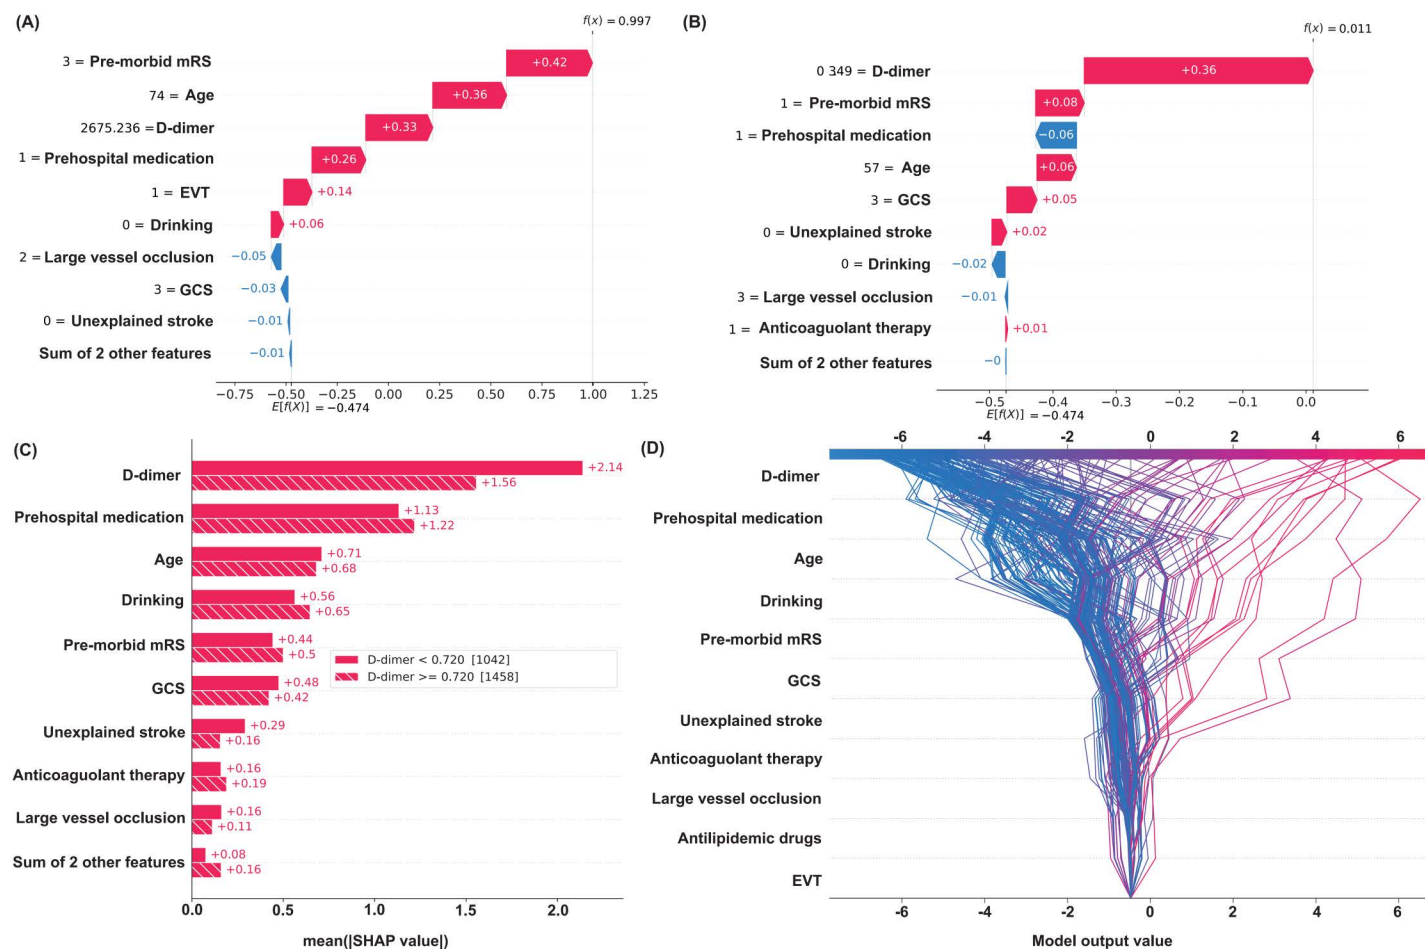 (A)
f(x) = 0.997
3 = Pre-morbid mRS
+0.42
74 = Age
+0.36
2675.236 =D-dimer
+0.33
1 = Prehospital medication
+0.26
1 = EVT
+0.14
0 = Drinking
+0.06
2 = Large vessel occlusion
−0.05
3 = GCS
−0.03
0 = Unexplained stroke
−0.01
Sum of 2 other features
−0.01
−0.75 −0.50 −0.25 0.00 0.25 0.50 0.75 1.00 1.25
E[f(X)] = −0.474
(B)
f(x) = 0.011
0 349 = D-dimer
+0.36
1 = Pre-morbid mRS
+0.08
1 = Prehospital medication
−0.06
57 = Age
+0.06
3 = GCS
+0.05
0 = Unexplained stroke
+0.02
0 = Drinking
−0.02
3 = Large vessel occlusion
−0.01
1 = Anticoaguolant therapy
+0.01
Sum of 2 other features
−0
−0.5 −0.4 −0.3 −0.2 −0.1 0.0
E[f(X)] = −0.474
(C)
D-dimer
+2.14
+1.56
Prehospital medication
+1.13
+1.22
Age
+0.71
+0.68
Drinking
+0.56
+0.65
Pre-morbid mRS
+0.44
+0.5
GCS
+0.48
+0.42
Unexplained stroke
+0.29
+0.16
Anticoaguolant therapy
+0.16
+0.19
Large vessel occlusion
+0.16
+0.11
Sum of 2 other features
+0.08
+0.16
D-dimer < 0.720 [1042]
D-dimer >= 0.720 [1458]
0.0 0.5 1.0 1.5 2.0
mean(|SHAP value|)
(D)
-6 -4 -2 0 2 4 6
D-dimer
Prehospital medication
Age
Drinking
Pre-morbid mRS
GCS
Unexplained stroke
Anticoaguolant therapy
Large vessel occlusion
Antilipidemic drugs
EVT
-6 -4 -2 0 2 4 6
Model output value